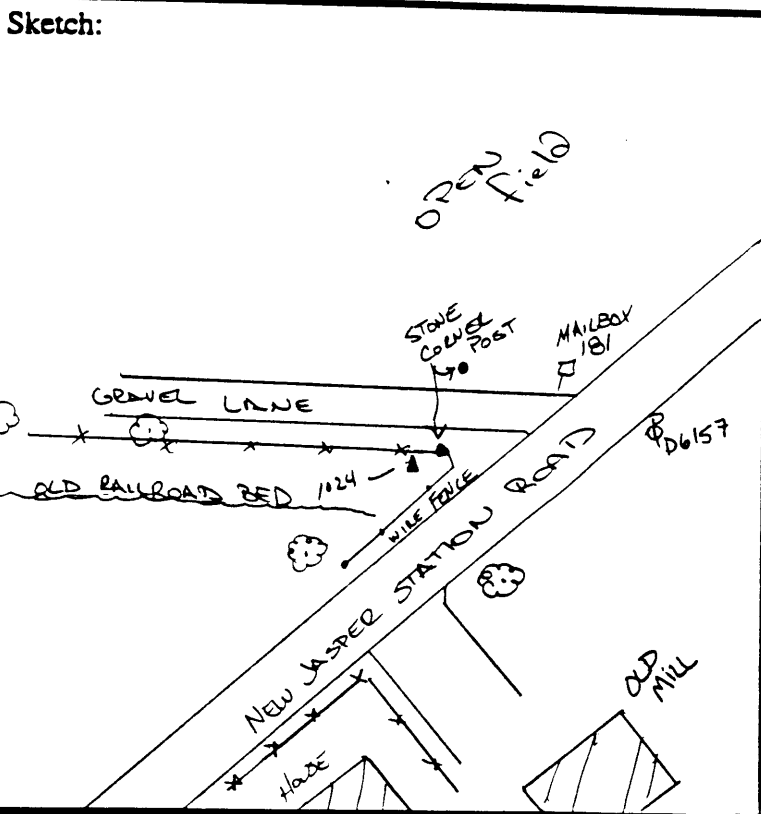 Sketch:
OPEN
Field
STONE
CORNER
POST
MAILBOX
181
GRAVEL LANE
D6157
OLD RAILROAD BED
1024
WIRE FENCE
NEW JASPER STATION ROAD
OLD
MILL